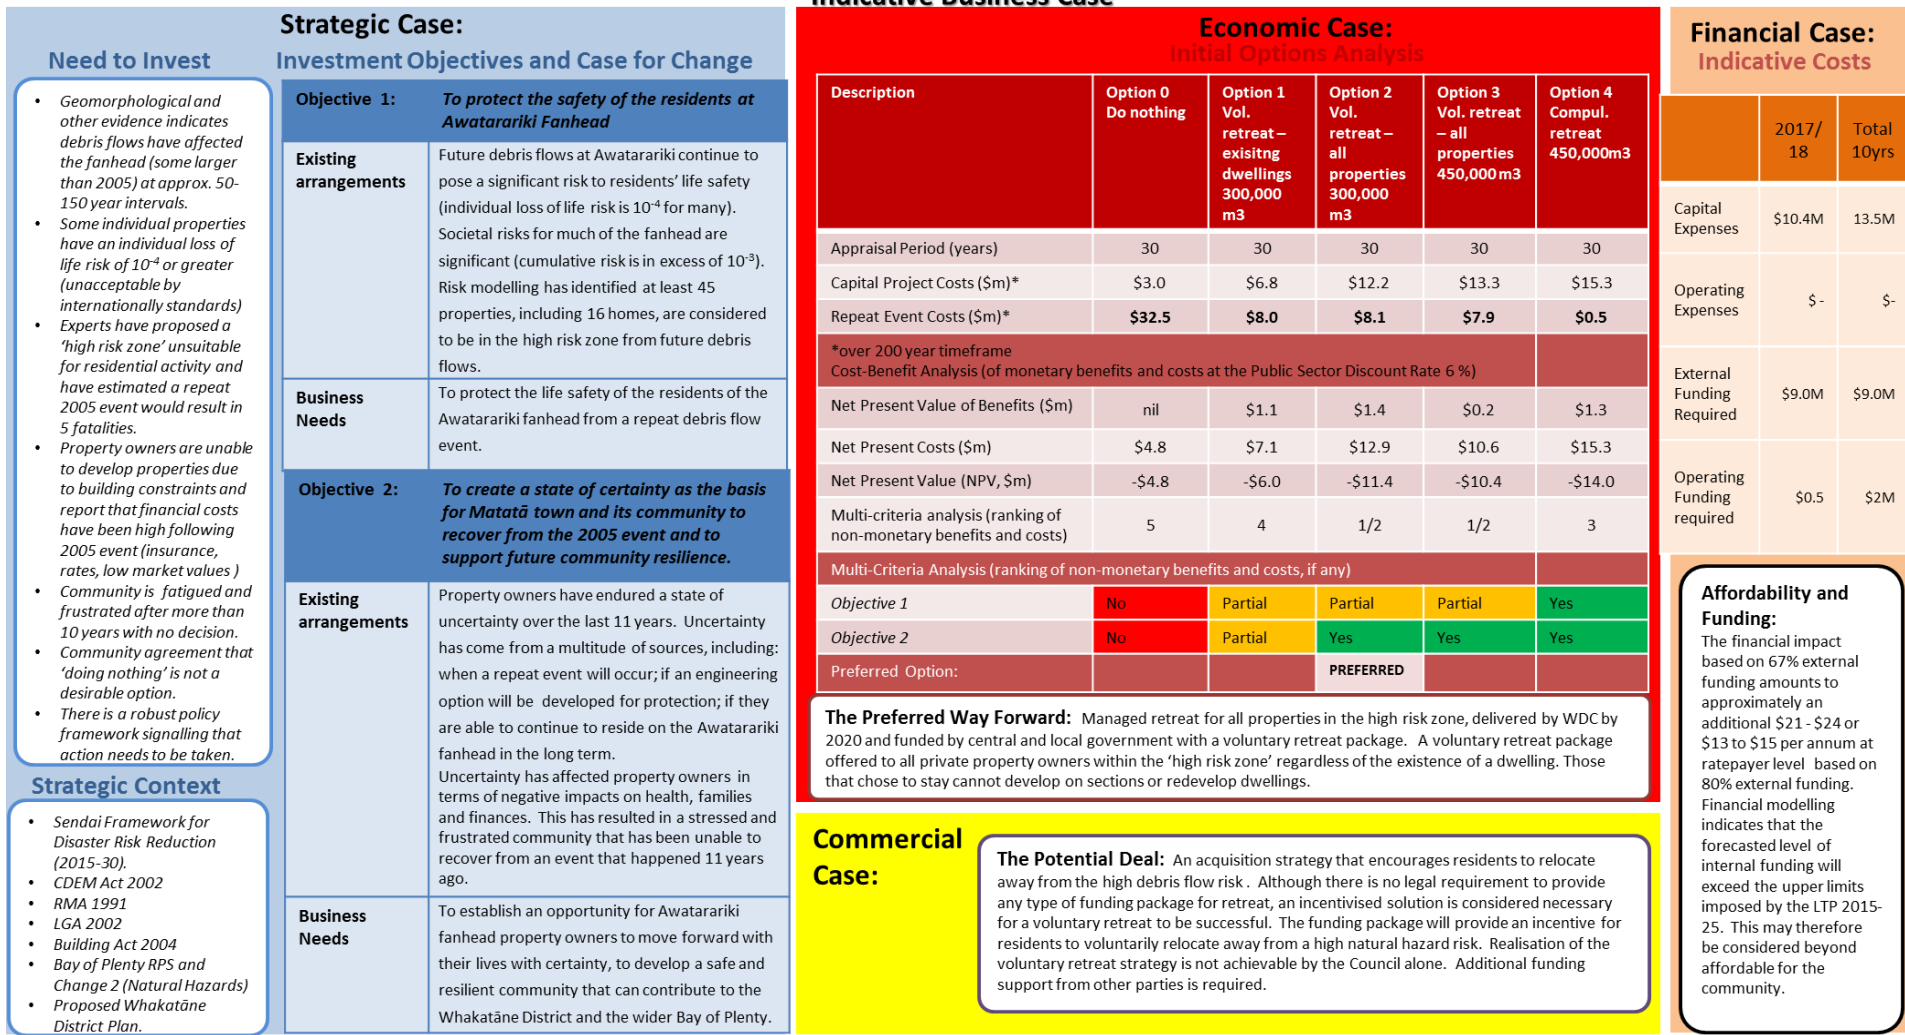 Indicative Business Case
Strategic Case:
Need to Invest
• Geomorphological and
other evidence indicates
debris flows have affected
the fanhead (some larger
than 2005) at approx. 50-
150 year intervals.
• Some individual properties
have an individual loss of
life risk of 10-4 or greater
(unacceptable by
internationally standards)
• Experts have proposed a
‘high risk zone’ unsuitable
for residential activity and
have estimated a repeat
2005 event would result in
5 fatalities.
• Property owners are unable
to develop properties due
to building constraints and
report that financial costs
have been high following
2005 event (insurance,
rates, low market values )
• Community is fatigued and
frustrated after more than
10 years with no decision.
• Community agreement that
‘doing nothing’ is not a
desirable option.
• There is a robust policy
framework signalling that
action needs to be taken.
Strategic Context
• Sendai Framework for
Disaster Risk Reduction
(2015-30).
• CDEM Act 2002
• RMA 1991
• LGA 2002
• Building Act 2004
• Bay of Plenty RPS and
Change 2 (Natural Hazards)
• Proposed Whakatāne
District Plan.
Investment Objectives and Case for Change
Objective 1: To protect the safety of the residents at
Awatarariki Fanhead
Existing
arrangements
Future debris flows at Awatarariki continue to
pose a significant risk to residents’ life safety
(individual loss of life risk is 10-4 for many).
Societal risks for much of the fanhead are
significant (cumulative risk is in excess of 10-3).
Risk modelling has identified at least 45
properties, including 16 homes, are considered
to be in the high risk zone from future debris
flows.
Business
Needs
To protect the life safety of the residents of the
Awatarariki fanhead from a repeat debris flow
event.
Objective 2: To create a state of certainty as the basis
for Matatā town and its community to
recover from the 2005 event and to
support future community resilience.
Existing
arrangements
Property owners have endured a state of
uncertainty over the last 11 years. Uncertainty
has come from a multitude of sources, including:
when a repeat event will occur; if an engineering
option will be developed for protection; if they
are able to continue to reside on the Awatarariki
fanhead in the long term.
Uncertainty has affected property owners in
terms of negative impacts on health, families
and finances. This has resulted in a stressed and
frustrated community that has been unable to
recover from an event that happened 11 years
ago.
Business
Needs
To establish an opportunity for Awatarariki
fanhead property owners to move forward with
their lives with certainty, to develop a safe and
resilient community that can contribute to the
Whakatāne District and the wider Bay of Plenty.
Economic Case:
Initial Options Analysis
Description
Option 0
Do nothing
Option 1
Vol.
retreat –
exisitng
dwellings
300,000
m3
Option 2
Vol.
retreat –
all
properties
300,000
m3
Option 3
Vol. retreat
– all
properties
450,000m3
Option 4
Compul.
retreat
450,000m3
Appraisal Period (years) 30 30 30 30 30
Capital Project Costs ($m)* $3.0 $6.8 $12.2 $13.3 $15.3
Repeat Event Costs ($m)* $32.5 $8.0 $8.1 $7.9 $0.5
*over 200 year timeframe
Cost-Benefit Analysis (of monetary benefits and costs at the Public Sector Discount Rate 6 %)
Net Present Value of Benefits ($m) nil $1.1 $1.4 $0.2 $1.3
Net Present Costs ($m) $4.8 $7.1 $12.9 $10.6 $15.3
Net Present Value (NPV, $m) -$4.8 -$6.0 -$11.4 -$10.4 -$14.0
Multi-criteria analysis (ranking of
non-monetary benefits and costs) 5 4 1/2 1/2 3
Multi-Criteria Analysis (ranking of non-monetary benefits and costs, if any)
Objective 1 No Partial Partial Partial Yes
Objective 2 No Partial Yes Yes Yes
Preferred Option: PREFERRED
The Preferred Way Forward: Managed retreat for all properties in the high risk zone, delivered by WDC by
2020 and funded by central and local government with a voluntary retreat package. A voluntary retreat package
offered to all private property owners within the ‘high risk zone’ regardless of the existence of a dwelling. Those
that chose to stay cannot develop on sections or redevelop dwellings.
Commercial
Case:
The Potential Deal: An acquisition strategy that encourages residents to relocate
away from the high debris flow risk . Although there is no legal requirement to provide
any type of funding package for retreat, an incentivised solution is considered necessary
for a voluntary retreat to be successful. The funding package will provide an incentive for
residents to voluntarily relocate away from a high natural hazard risk. Realisation of the
voluntary retreat strategy is not achievable by the Council alone. Additional funding
support from other parties is required.
Financial Case:
Indicative Costs
2017/
18
Total
10yrs
Capital
Expenses
$10.4M 13.5M
Operating
Expenses
$ - $-
External
Funding
Required
$9.0M $9.0M
Operating
Funding
required
$0.5 $2M
Affordability and
Funding:
The financial impact
based on 67% external
funding amounts to
approximately an
additional $21 - $24 or
$13 to $15 per annum at
ratepayer level based on
80% external funding.
Financial modelling
indicates that the
forecasted level of
internal funding will
exceed the upper limits
imposed by the LTP 2015-
25. This may therefore
be considered beyond
affordable for the
community.